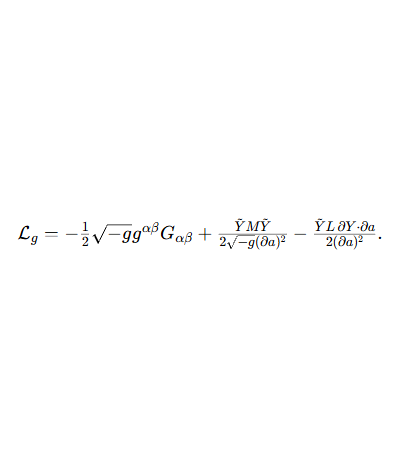 $\mathcal{L}_g = -\frac{1}{2}\sqrt{-g}g^{\alpha\beta}G_{\alpha\beta} + \frac{\tilde{Y}M\tilde{Y}}{2\sqrt{-g}(\partial a)^2} - \frac{\tilde{Y}L\,\partial Y\cdot\partial a}{2(\partial a)^2}.$